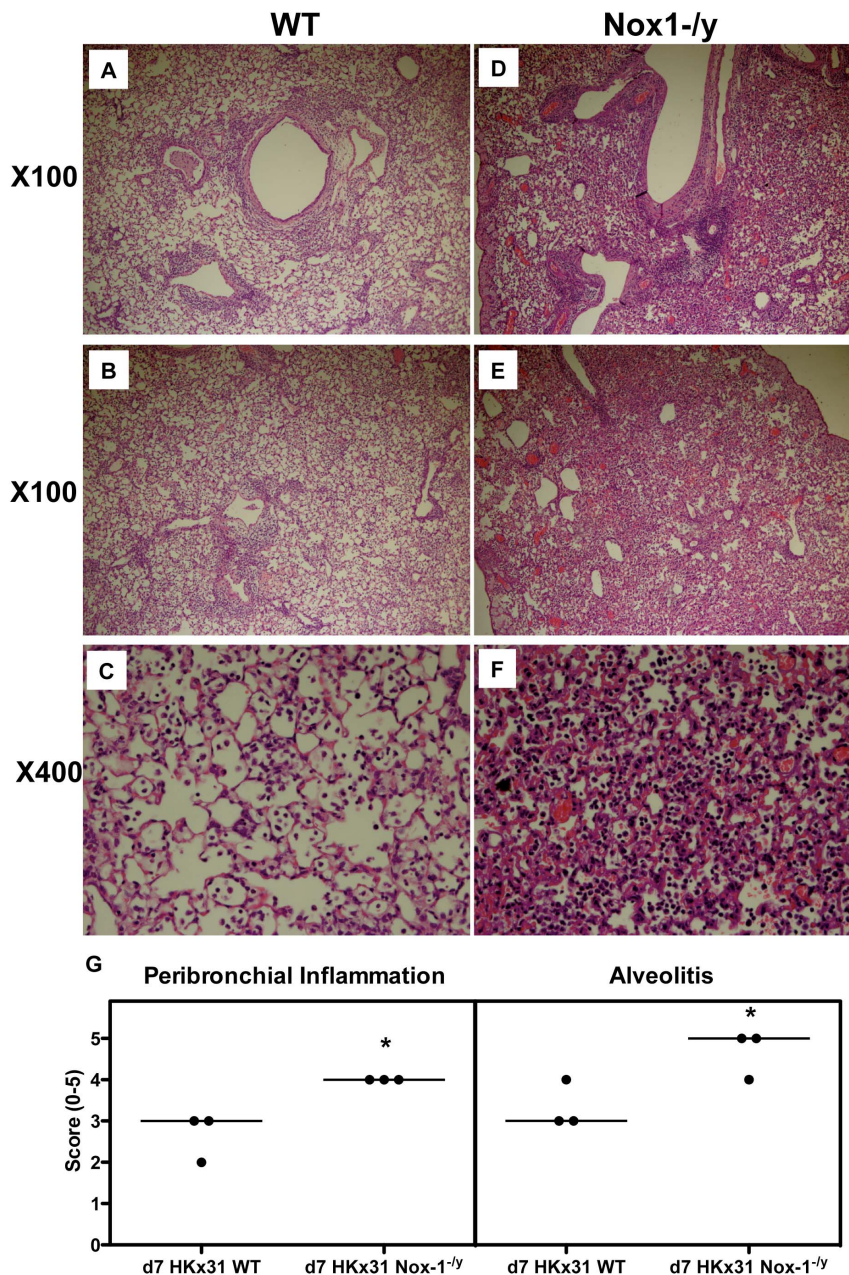 WT Nox1-/y
A D
X100
B E
X100
C F
X400
G
Peribronchial Inflammation Alveolitis
* *
5
4
3
2
1
0
Score (0-5)
d7 HKx31 WT d7 HKx31 Nox-1-/y d7 HKx31 WT d7 HKx31 Nox-1-/y